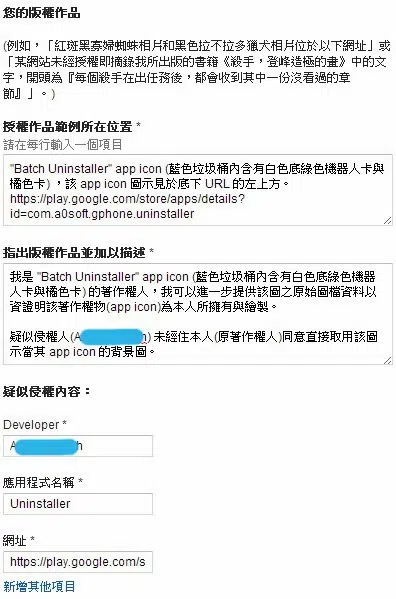 您的版權作品
(例如，「紅斑黑寡婦蜘蛛相片和黑色拉不拉多獵犬相片位於以下網址」或
「某網站未經授權即摘錄我所出版的書籍《殺手，登峰造極的畫》中的文
字，開頭為『每個殺手在出任務後，都會收到其中一份沒看過的章
節』」。)
授權作品範例所在位置 *
請在每行輸入一個項目
"Batch Uninstaller" app icon (藍色垃圾桶內含有白色底綠色機器人卡與
橘色卡) ，該 app icon 圖示見於底下 URL 的左上方。
https://play.google.com/store/apps/details?
id=com.a0soft.gphone.uninstaller
指出版權作品並加以描述 *
我是 "Batch Uninstaller" app icon (藍色垃圾桶內含有白色底綠色機器
人卡與橘色卡) 的著作權人，我可以進一步提供該圖之原始圖檔資料以
資證明該著作權物(app icon)為本人所擁有與繪製。
疑似侵權人(A h) 未經住本人(原著作權人)同意直接取用該圖
示當其 app icon 的背景圖。
疑似侵權內容：
Developer *
A h
應用程式名稱 *
Uninstaller
網址 *
https://play.google.com/s
新增其他項目